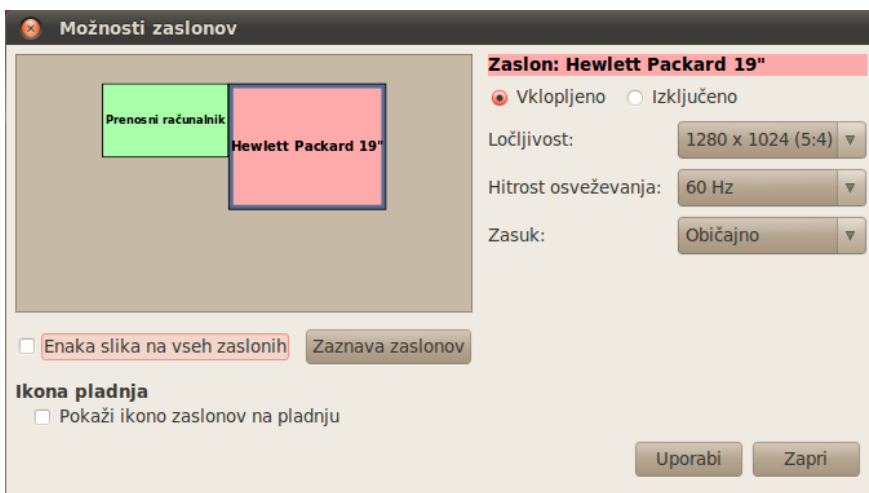 Možnosti zaslonov
Prenosni računalnik
Hewlett Packard 19"
Zaslon: Hewlett Packard 19"
Vklopljeno
Izključeno
Ločljivost:
1280 x 1024 (5:4)
Hitrost osveževanja:
60 Hz
Zasuk:
Običajno
Enaka slika na vseh zaslonih
Zaznava zaslonov
Ikona pladnja
Pokaži ikono zaslonov na pladnju
Uporabi
Zapri